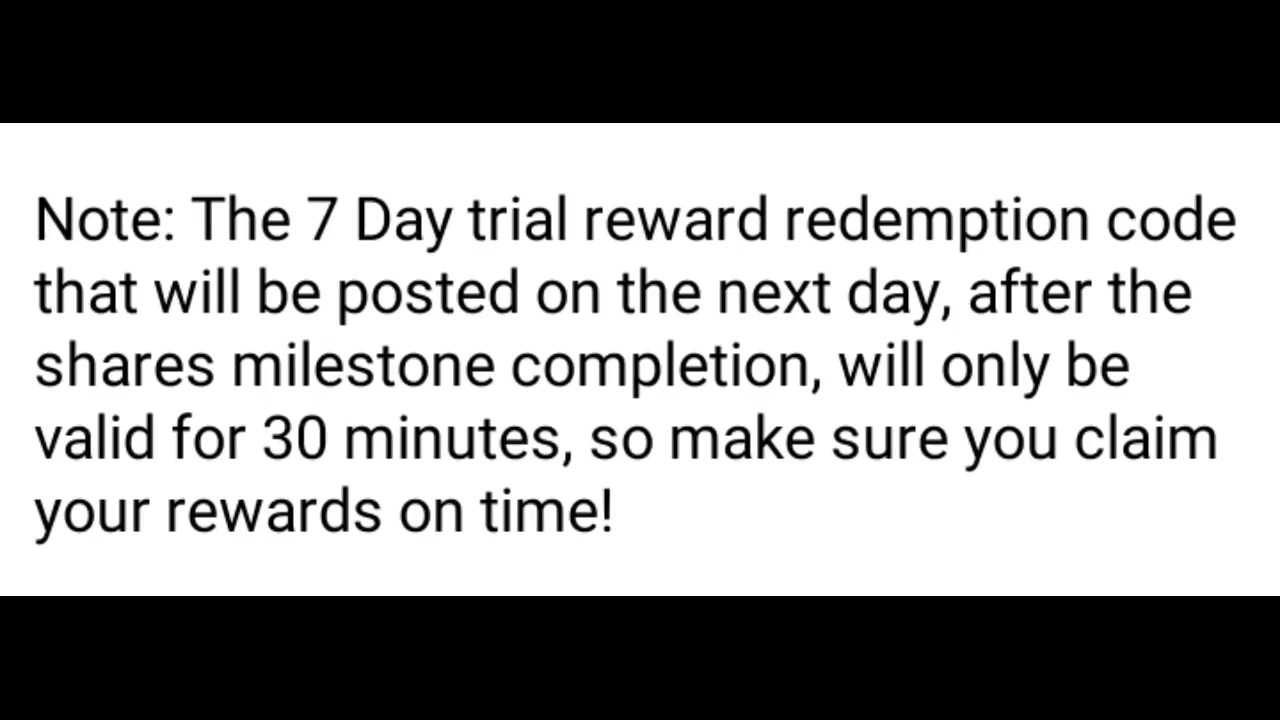 Note: The 7 Day trial reward redemption code
that will be posted on the next day, after the
shares milestone completion, will only be
valid for 30 minutes, so make sure you claim
your rewards on time!